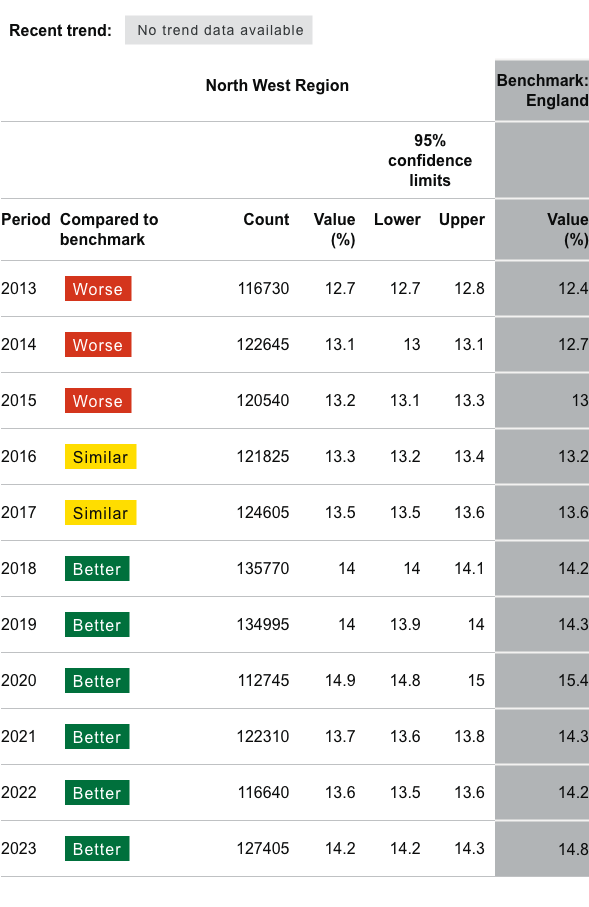 Recent trend: No trend data available
North West Region
Benchmark:
England
95%
confidence
limits
Period Compared to benchmark Count Value (%) Lower Upper Value (%)
2013 Worse 116730 12.7 12.7 12.8 12.4
2014 Worse 122645 13.1 13 13.1 12.7
2015 Worse 120540 13.2 13.1 13.3 13
2016 Similar 121825 13.3 13.2 13.4 13.2
2017 Similar 124605 13.5 13.5 13.6 13.6
2018 Better 135770 14 14 14.1 14.2
2019 Better 134995 14 13.9 14 14.3
2020 Better 112745 14.9 14.8 15 15.4
2021 Better 122310 13.7 13.6 13.8 14.3
2022 Better 116640 13.6 13.5 13.6 14.2
2023 Better 127405 14.2 14.2 14.3 14.8